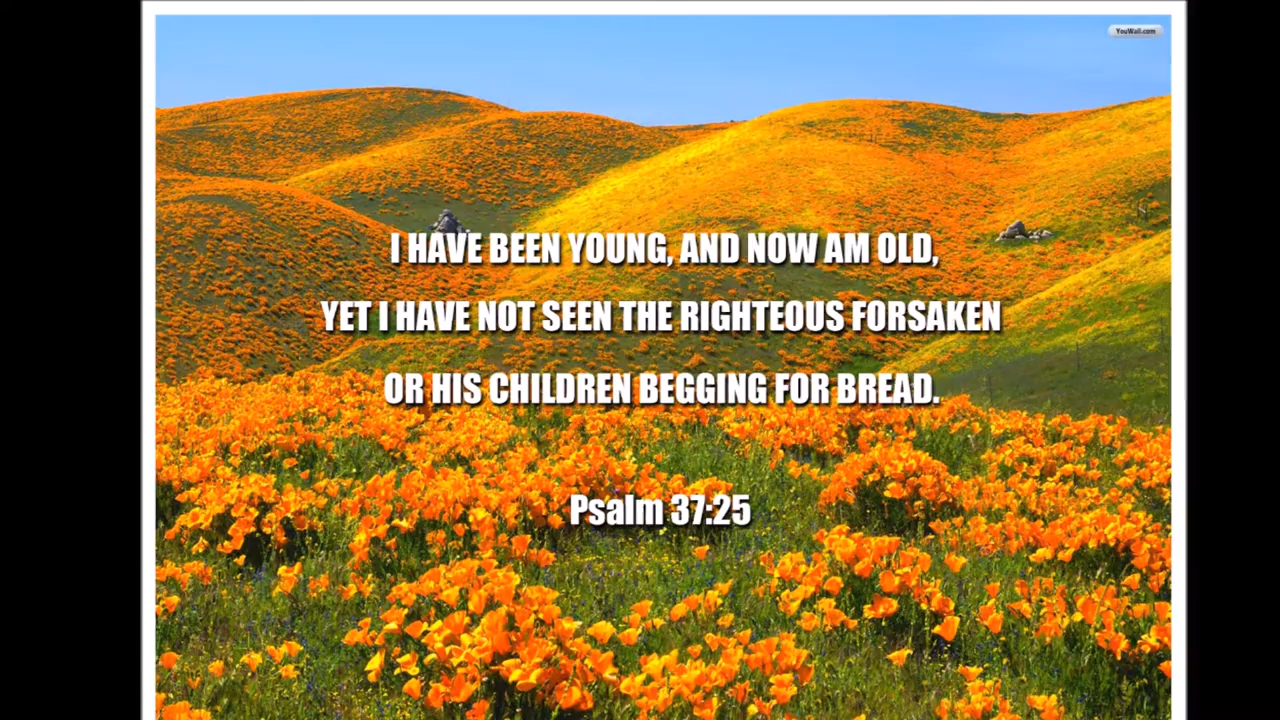 YouWall.com
I HAVE BEEN YOUNG, AND NOW AM OLD,
YET I HAVE NOT SEEN THE RIGHTEOUS FORSAKEN
OR HIS CHILDREN BEGGING FOR BREAD.
Psalm 37:25